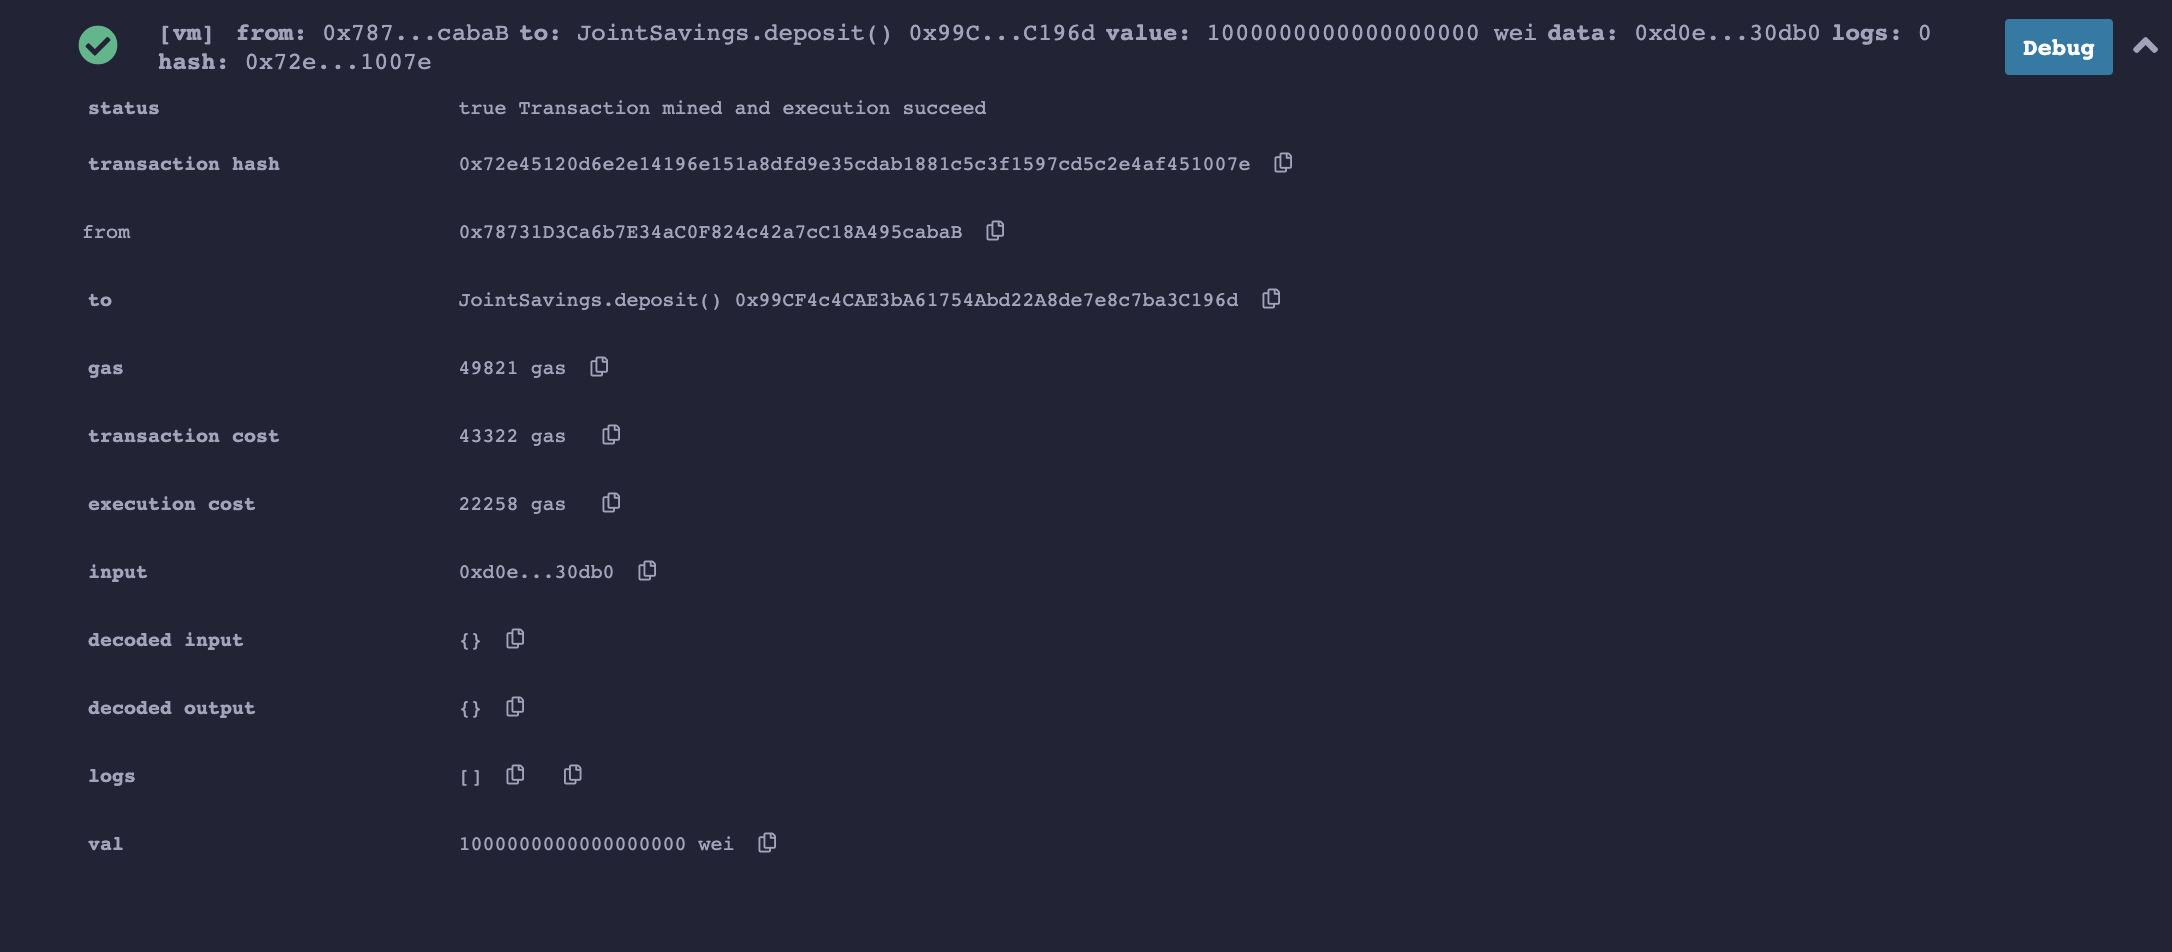 [vm] from: 0x787...cabaB to: JointSavings.deposit() 0x99C...C196d value: 1000000000000000000 wei data: 0xd0e...30db0 logs: 0
hash: 0x72e...1007e
Debug
status true Transaction mined and execution succeed
transaction hash 0x72e45120d6e2e14196e151a8dfd9e35cdab1881c5c3f1597cd5c2e4af451007e
from 0x78731D3Ca6b7E34aC0F824c42a7cC18A495cabaB
to JointSavings.deposit() 0x99CF4c4CAE3bA61754Abd22A8de7e8c7ba3C196d
gas 49821 gas
transaction cost 43322 gas
execution cost 22258 gas
input 0xd0e...30db0
decoded input {}
decoded output {}
logs []
val 1000000000000000000 wei